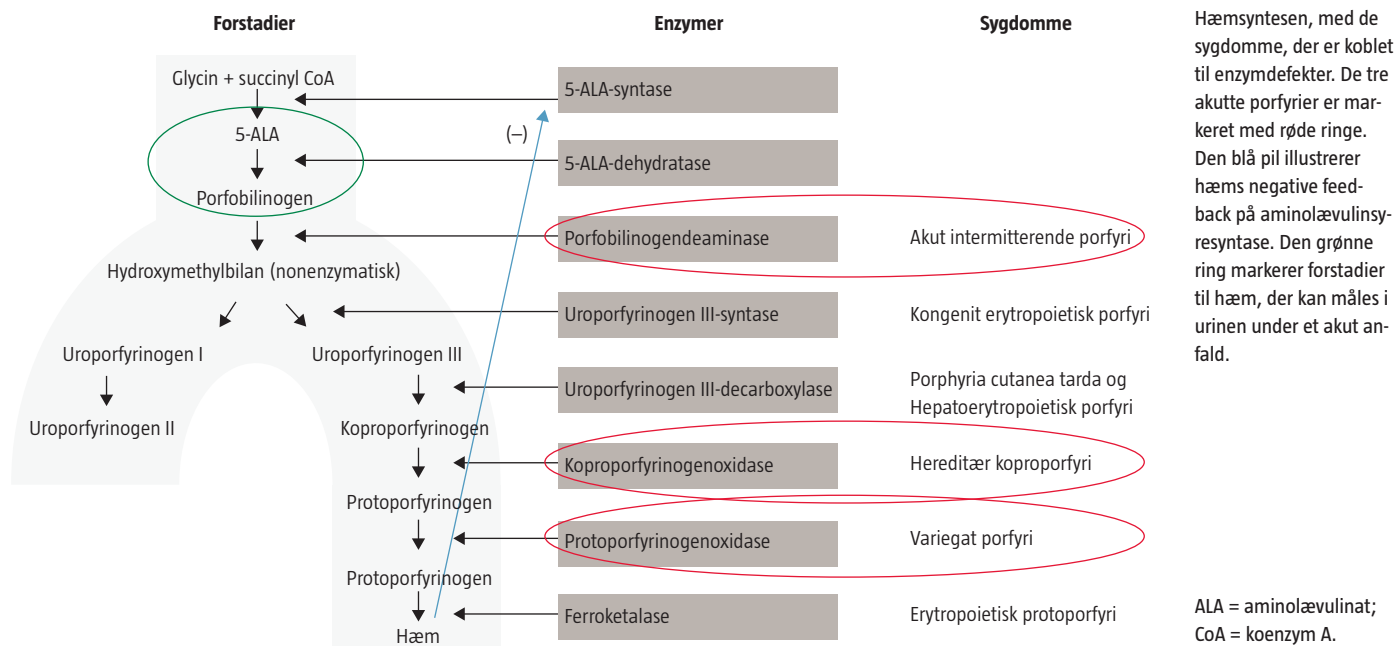 Forstadier
Enzymer
Sygdomme
Glycin + succinyl CoA
5-ALA
Porfobilinogen
Hydroxymethylbilan (nonenzymatisk)
Uroporfyrinogen I
Uroporfyrinogen III
Uroporfyrinogen II
Koproporfyrinogen
Protoporfyrinogen
Protoporfyrinogen
Hæm
(–)
5-ALA-syntase
5-ALA-dehydratase
Porfobilinogendeaminase
Akut intermitterende porfyri
Uroporfyrinogen III-syntase
Kongenit erytropoietisk porfyri
Uroporfyrinogen III-decarboxylase
Porphyria cutanea tarda og
Hepatoerytropoietisk porfyri
Koproporfyrinogenoxidase
Hereditær koproporfyri
Protoporfyrinogenoxidase
Variegat porfyri
Ferroketalase
Erytropoietisk protoporfyri
Hæmsyntesen, med de
sygdomme, der er koblet
til enzymdefekter. De tre
akutte porfyrier er mar-
keret med røde ringe.
Den blå pil illustrerer
hæms negative feed-
back på aminolævulinsy-
resyntase. Den grønne
ring markerer forstadier
til hæm, der kan måles i
urinen under et akut an-
fald.
ALA = aminolævulinat;
CoA = koenzym A.